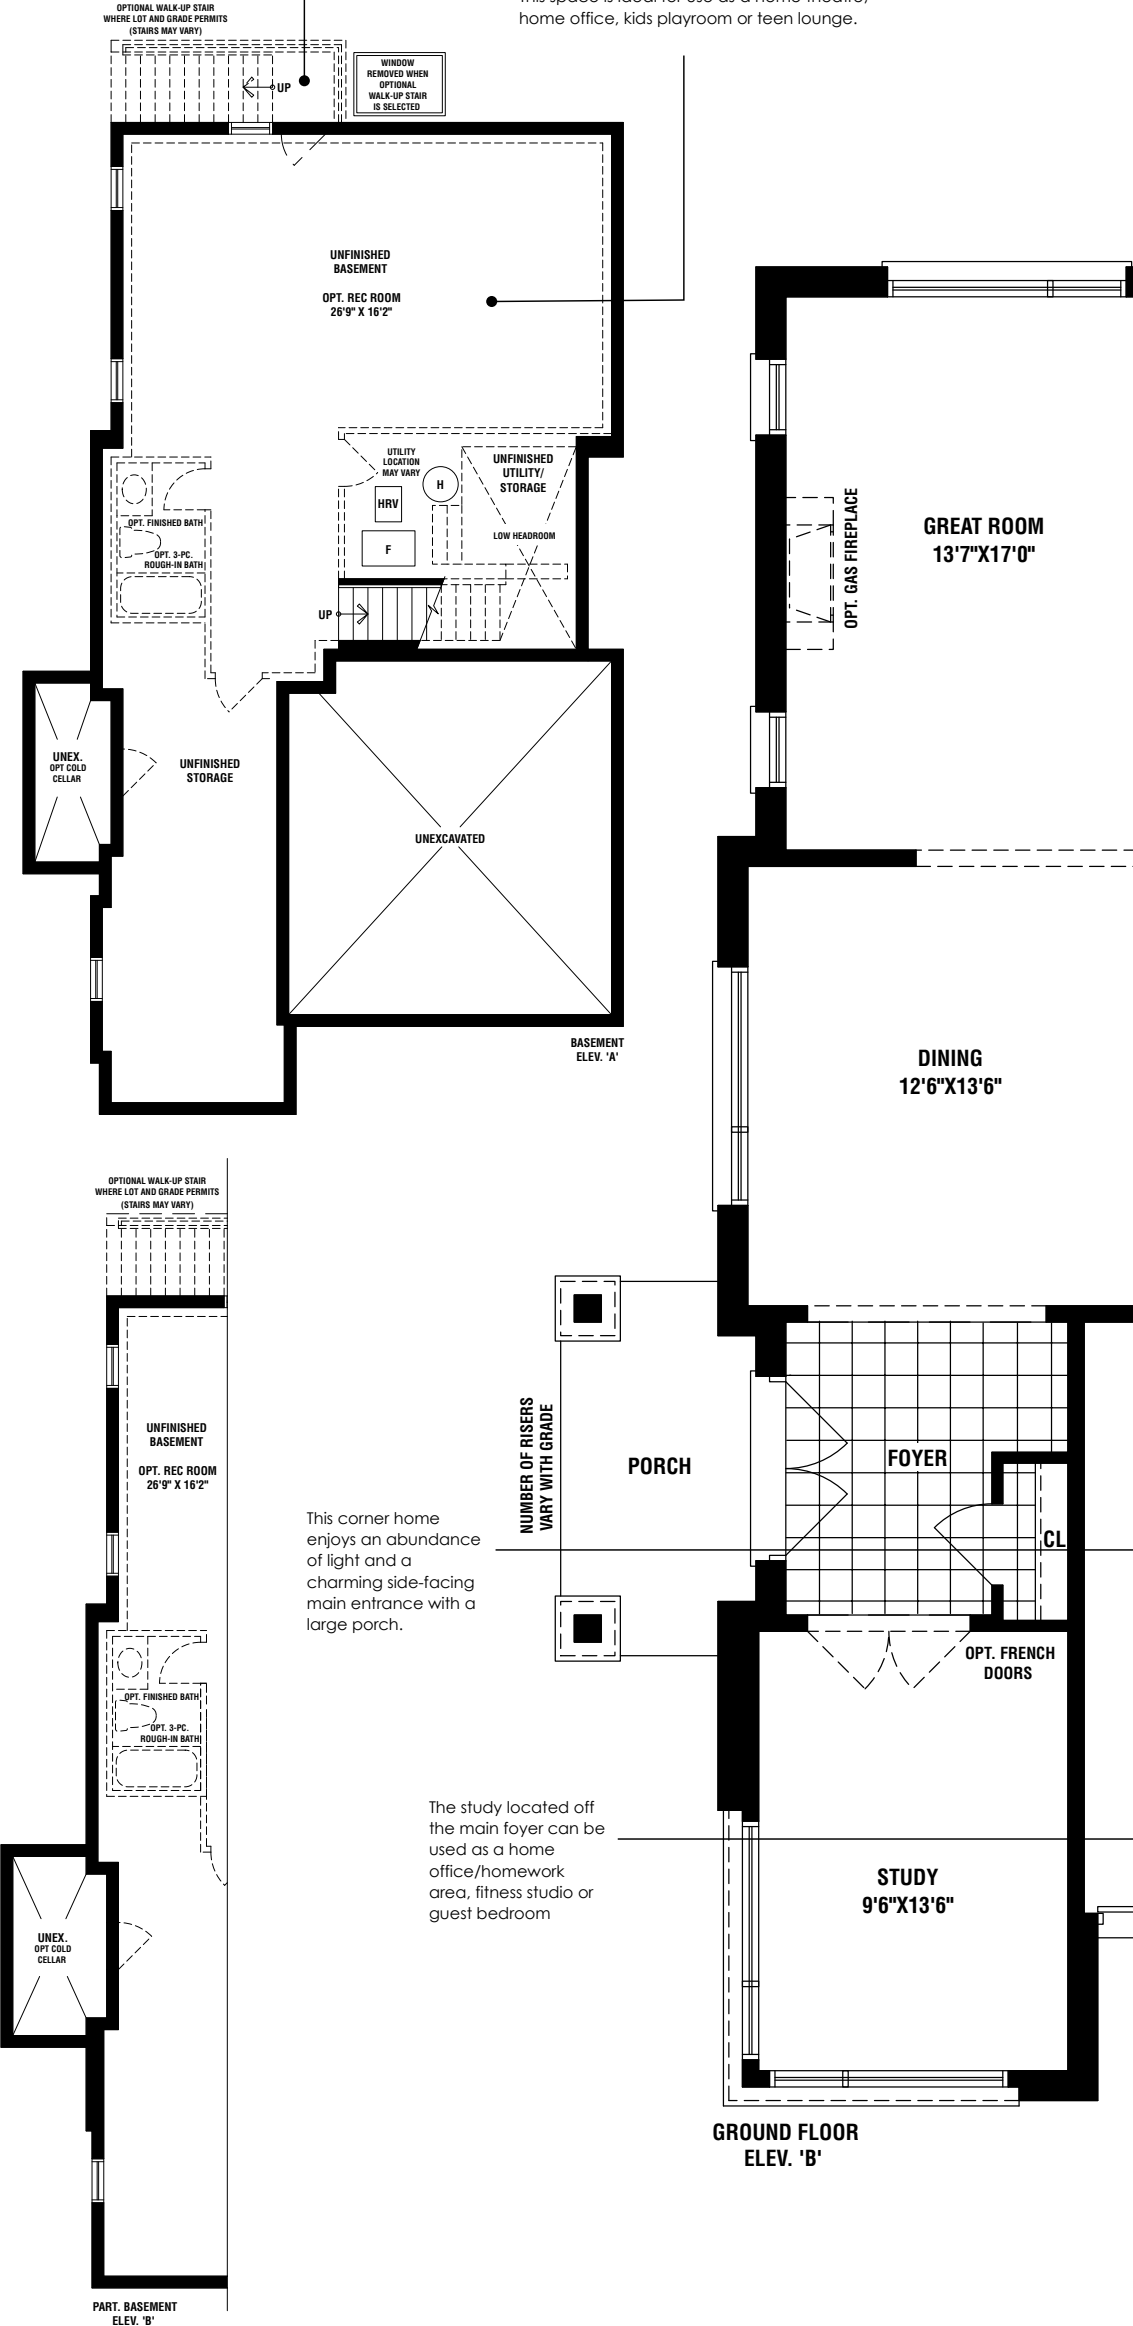 OPTIONAL WALK-UP STAIR
WHERE LOT AND GRADE PERMITS
(STAIRS MAY VARY)
home office, kids playroom or teen lounge.
UP
WINDOW
REMOVED WHEN
OPTIONAL
WALK-UP STAIR
IS SELECTED
UNFINISHED
BASEMENT
OPT. REC ROOM
26'9" X 16'2"
UTILITY
LOCATION
MAY VARY
UNFINISHED
UTILITY/
STORAGE
H
HRV
F
LOW HEADROOM
OPT. FINISHED BATH
OPT. 3-PC.
ROUGH-IN BATH
UP
UNEX.
OPT COLD
CELLAR
UNFINISHED
STORAGE
UNEXCAVATED
BASEMENT
ELEV. 'A'
GREAT ROOM
13'7"X17'0"
OPT. GAS FIREPLACE
DINING
12'6"X13'6"
OPTIONAL WALK-UP STAIR
WHERE LOT AND GRADE PERMITS
(STAIRS MAY VARY)
UNFINISHED
BASEMENT
OPT. REC ROOM
26'9" X 16'2"
OPT. FINISHED BATH
OPT. 3-PC.
ROUGH-IN BATH
UNEX.
OPT COLD
CELLAR
PART. BASEMENT
ELEV. 'B'
NUMBER OF RISERS
VARY WITH GRADE
PORCH
FOYER
CL
This corner home
enjoys an abundance
of light and a
charming side-facing
main entrance with a
large porch.
OPT. FRENCH
DOORS
The study located off
the main foyer can be
used as a home
office/homework
area, fitness studio or
guest bedroom
STUDY
9'6"X13'6"
GROUND FLOOR
ELEV. 'B'